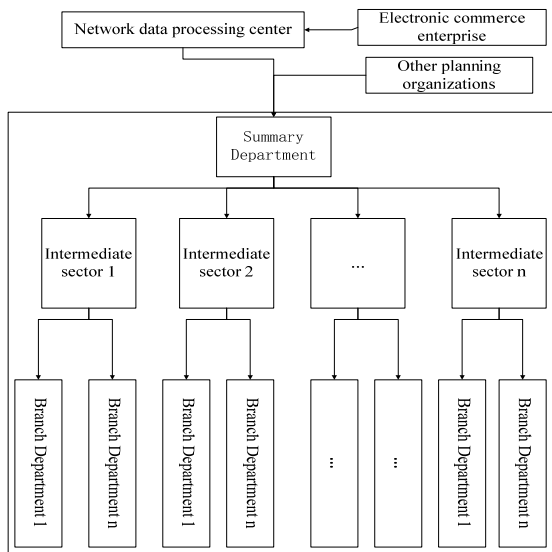 Network data processing center
Electronic commerce
enterprise
Other planning
organizations
Summary
Department
Intermediate
sector 1
Intermediate
sector 2
...
Intermediate
sector n
Branch Department 1
Branch Department n
Branch Department 1
Branch Department n
...
...
Branch Department 1
Branch Department n